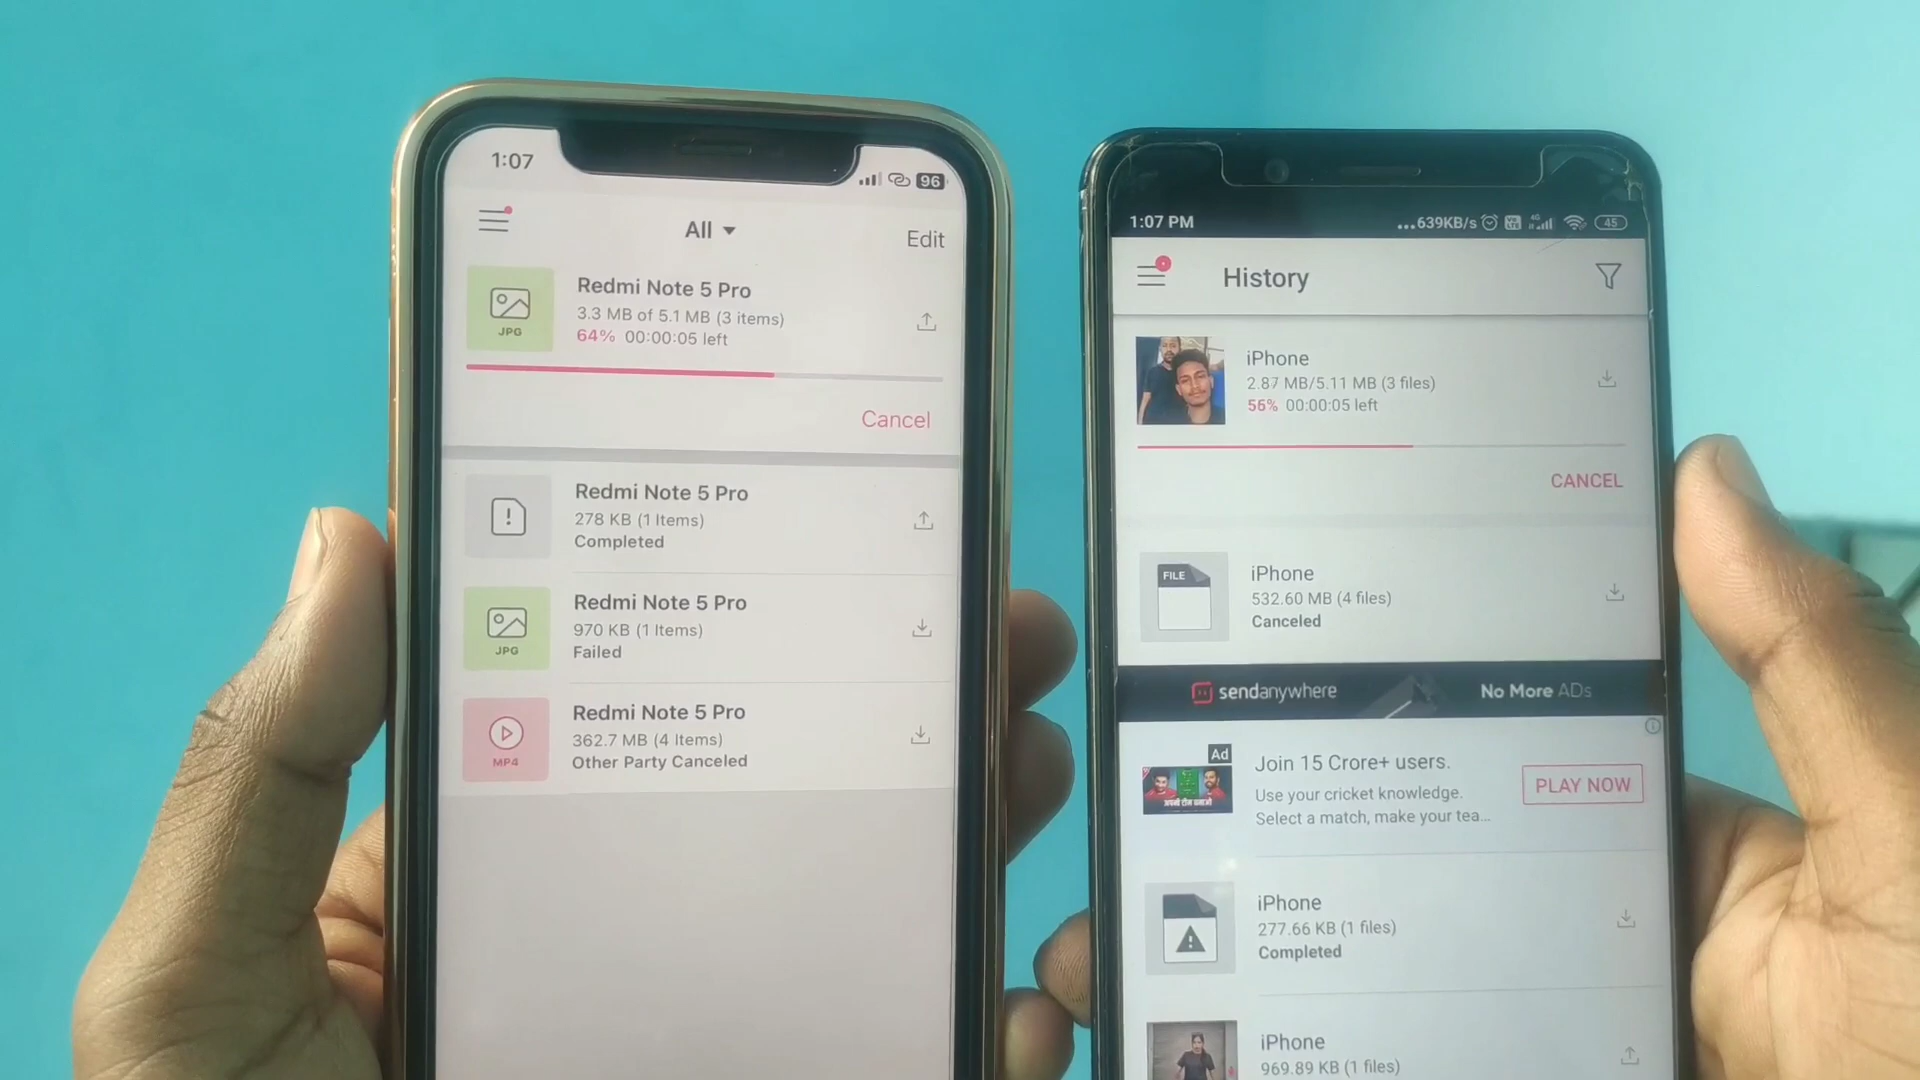 1:07
96
All
Edit
JPG
Redmi Note 5 Pro
3.3 MB of 5.1 MB (3 items)
64% 00:00:05 left
Cancel
Redmi Note 5 Pro
278 KB (1 Items)
Completed
JPG
Redmi Note 5 Pro
970 KB (1 Items)
Failed
MP4
Redmi Note 5 Pro
362.7 MB (4 Items)
Other Party Canceled
1:07 PM
...639KB/s
4G
45
History
iPhone
2.87 MB/5.11 MB (3 files)
56% 00:00:05 left
CANCEL
FILE
iPhone
532.60 MB (4 files)
Canceled
sendanywhere
No More ADs
Ad
Join 15 Crore+ users.
Use your cricket knowledge.
Select a match, make your tea...
PLAY NOW
iPhone
277.66 KB (1 files)
Completed
iPhone
969.89 KB (1 files)